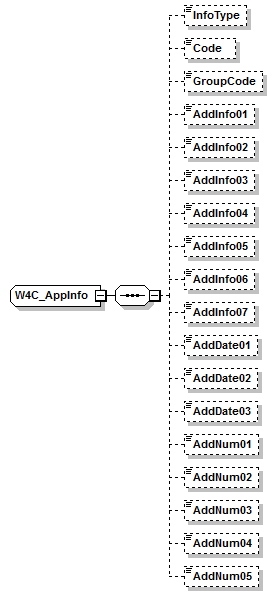 InfoType
Code
GroupCode
AddInfo01
AddInfo02
AddInfo03
AddInfo04
AddInfo05
AddInfo06
W4C_AppInfo
AddInfo07
AddDate01
AddDate02
AddDate03
AddNum01
AddNum02
AddNum03
AddNum04
AddNum05